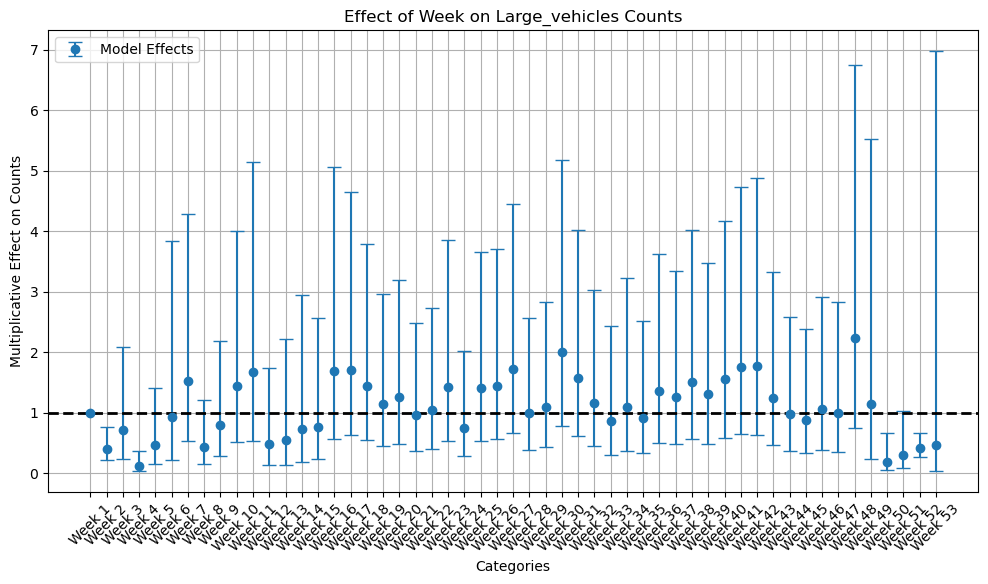 Effect of Week on Large_vehicles Counts
Model Effects
Multiplicative Effect on Counts
7
6
5
4
3
2
1
0
Week 1
Week 2
Week 3
Week 4
Week 5
Week 6
Week 7
Week 8
Week 9
Week 10
Week 11
Week 12
Week 13
Week 14
Week 15
Week 16
Week 17
Week 18
Week 19
Week 20
Week 21
Week 22
Week 23
Week 24
Week 25
Week 26
Week 27
Week 28
Week 29
Week 30
Week 31
Week 32
Week 33
Week 34
Week 35
Week 36
Week 37
Week 38
Week 39
Week 40
Week 41
Week 42
Week 43
Week 44
Week 45
Week 46
Week 47
Week 48
Week 49
Week 50
Week 51
Week 52
Week 53
Categories